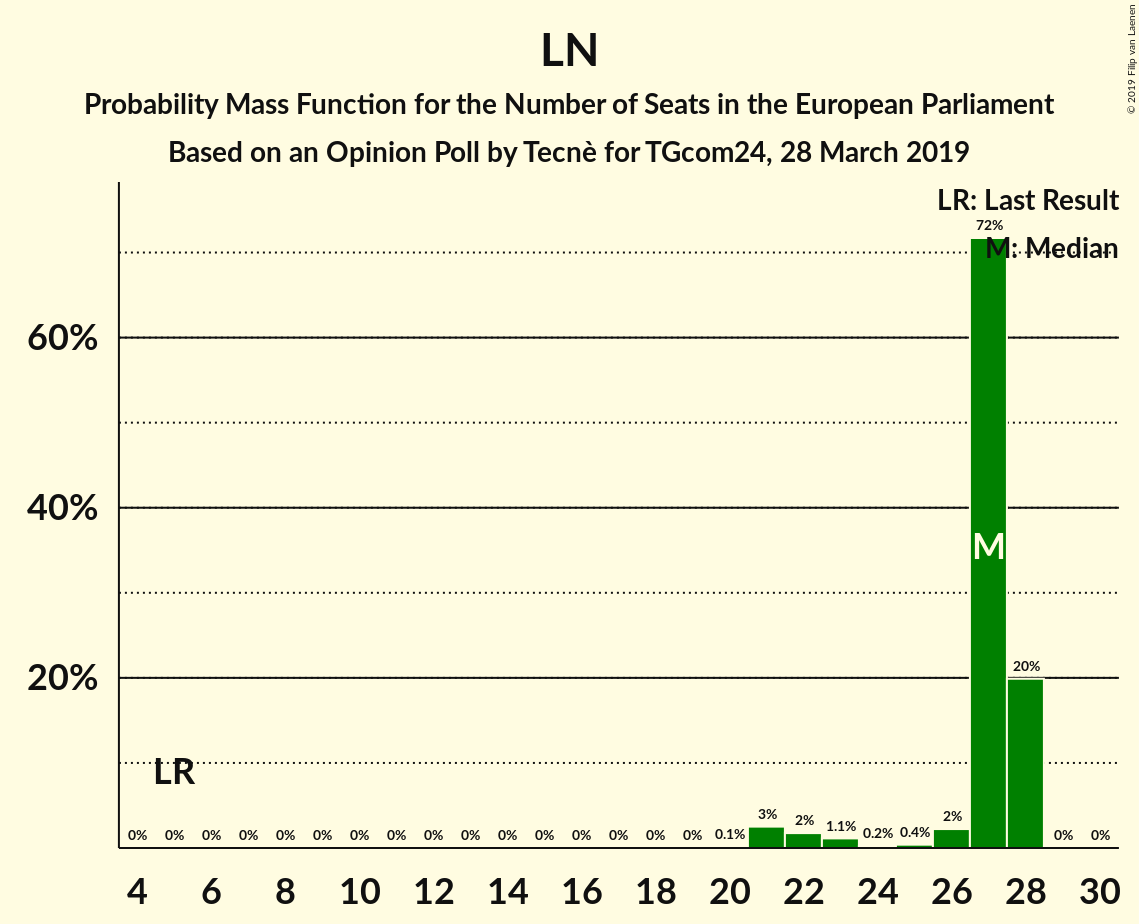 LN
Probability Mass Function for the Number of Seats in the European Parliament
Based on an Opinion Poll by Tecnè for TGcom24, 28 March 2019
© 2019 Filip van Laenen
LR: Last Result
M: Median
60%
40%
20%
LR
M
0% 0% 0% 0% 0% 0% 0% 0% 0% 0% 0% 0% 0% 0% 0% 0% 0.1% 3% 2% 1.1% 0.2% 0.4% 2% 72% 20% 0% 0%
4 6 8 10 12 14 16 18 20 22 24 26 28 30